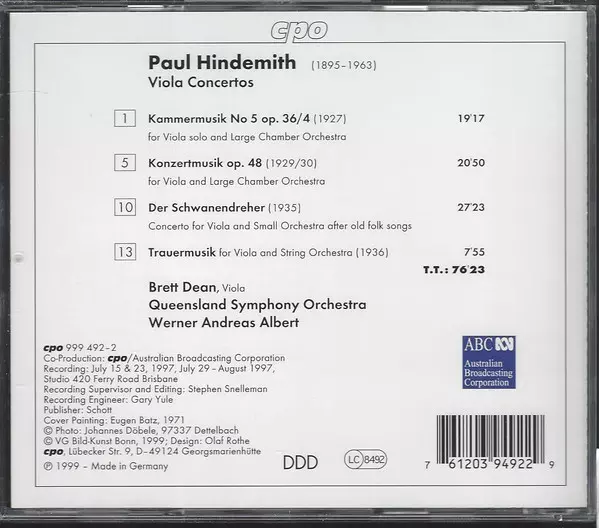 cpo
Paul Hindemith (1895–1963)
Viola Concertos
1 Kammermusik No 5 op. 36/4 (1927) 19'17
for Viola solo and Large Chamber Orchestra
5 Konzertmusik op. 48 (1929/30) 20'50
for Viola and Large Chamber Orchestra
10 Der Schwanendreher (1935) 27'23
Concerto for Viola and Small Orchestra after old folk songs
13 Trauermusik for Viola and String Orchestra (1936) 7'55
T.T.: 76'23
Brett Dean, Viola
Queensland Symphony Orchestra
Werner Andreas Albert
cpo 999 492–2
Co-Production: cpo/Australian Broadcasting Corporation
Recording: July 15 & 23, 1997, July 29 – August 1997,
Studio 420 Ferry Road Brisbane
Recording Supervisor and Editing: Stephen Snelleman
Recording Engineer: Gary Yule
Publisher: Schott
Cover Painting: Eugen Batz, 1971
© Photo: Johannes Döbele, 97337 Dettelbach
© VG Bild-Kunst Bonn, 1999; Design: Olaf Rothe
cpo, Lübecker Str. 9, D–49124 Georgsmarienhütte
℗ 1999 – Made in Germany
ABC
Australian
Broadcasting
Corporation
DDD
LC 8492
7 61203 94922 9